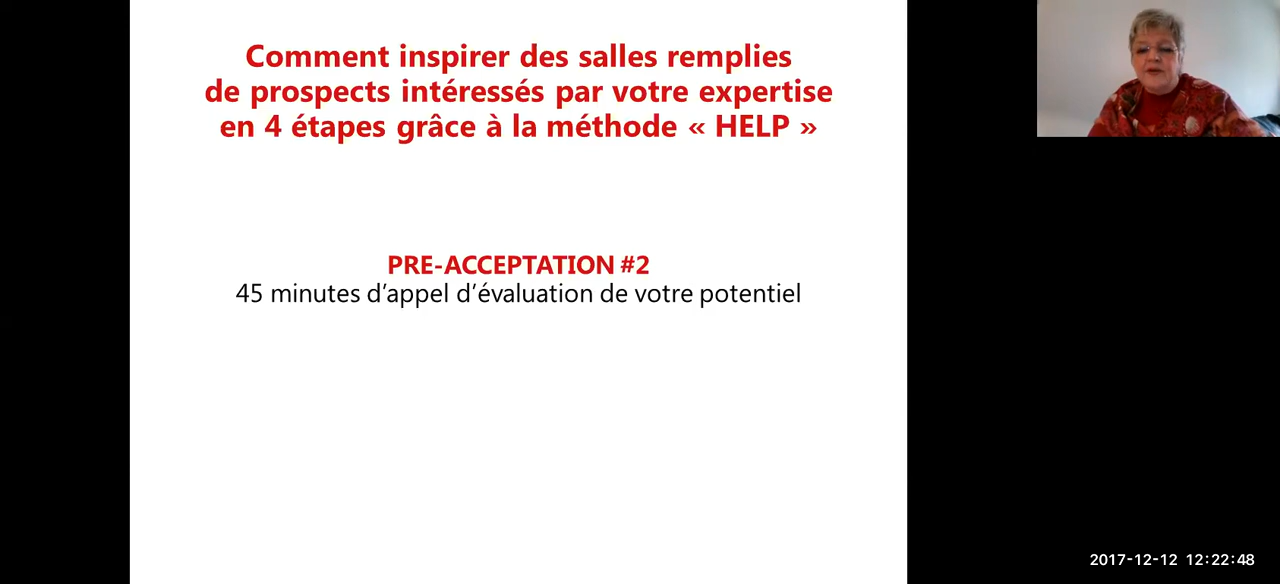 Comment inspirer des salles remplies
de prospects intéressés par votre expertise
en 4 étapes grâce à la méthode « HELP »
PRE-ACCEPTATION #2
45 minutes d’appel d’évaluation de votre potentiel
2017-12-12 12:22:48